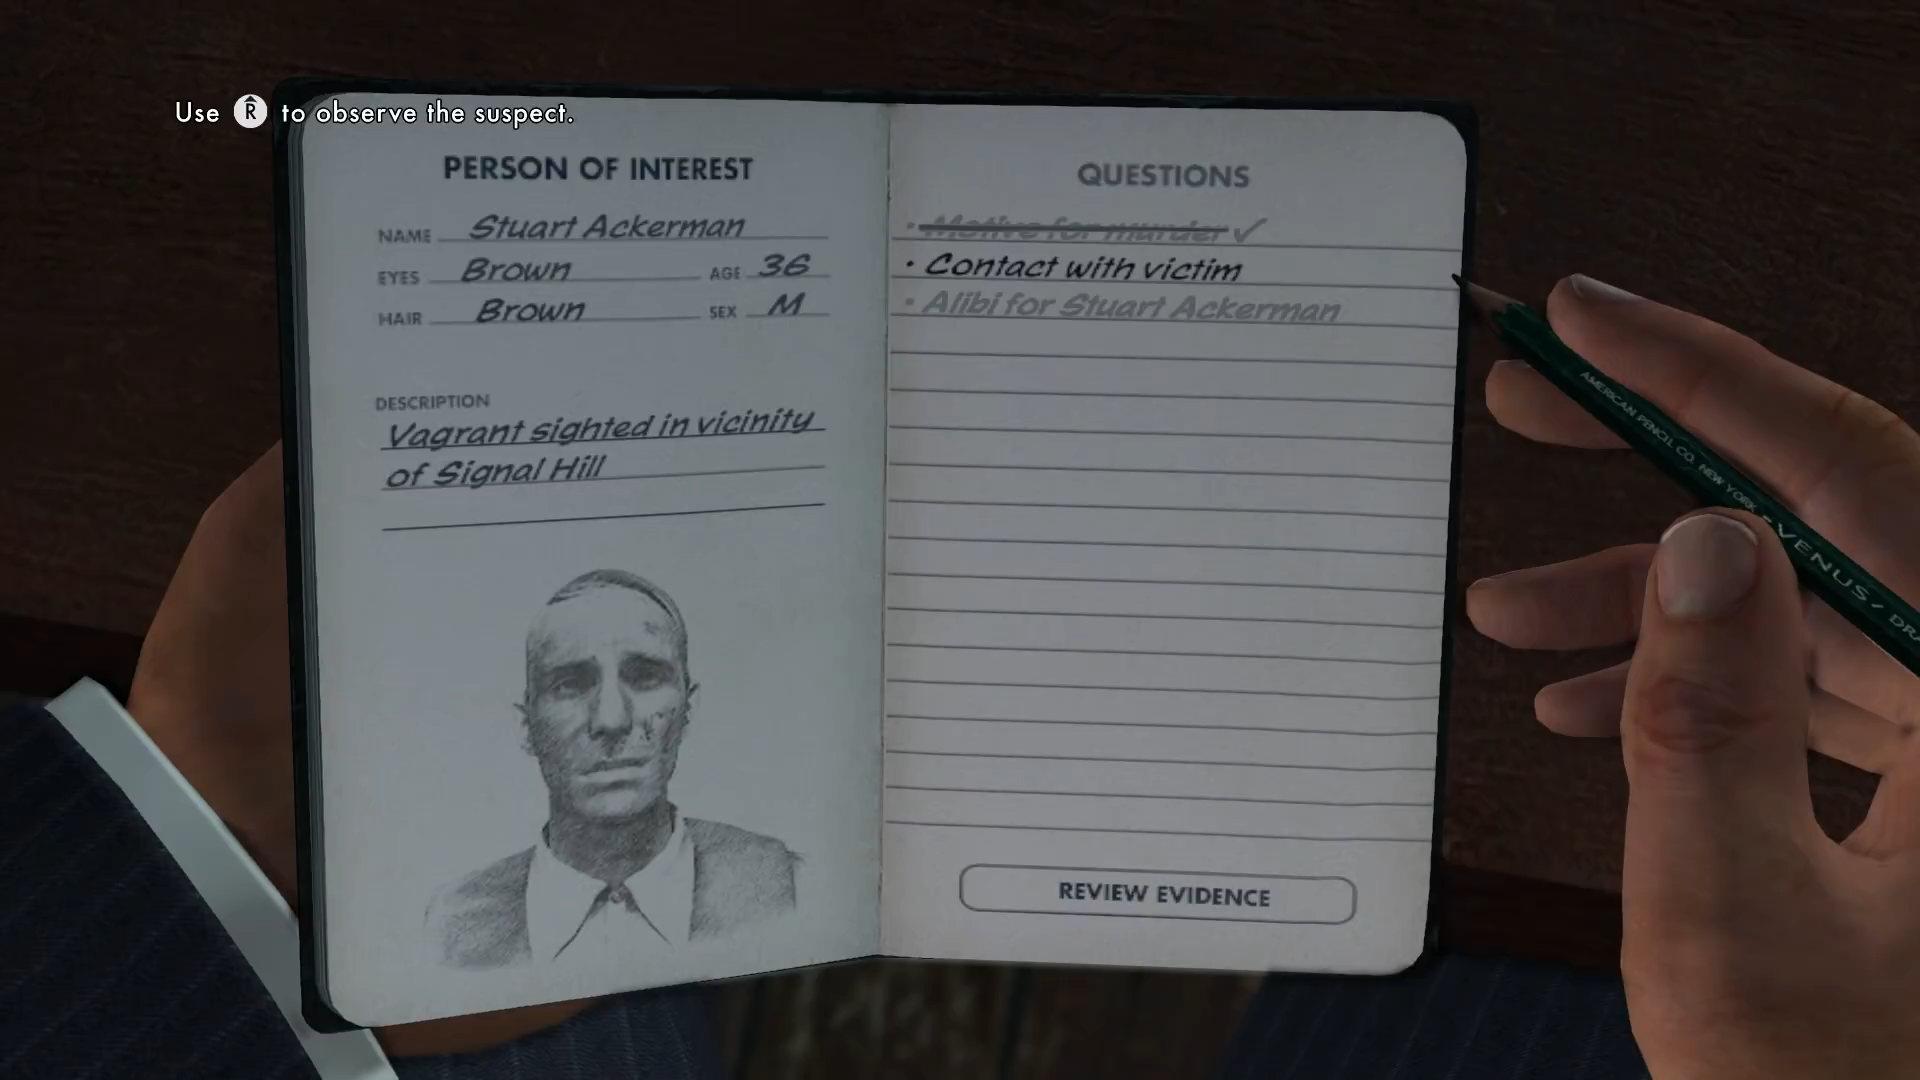 Use R to observe the suspect.
PERSON OF INTEREST
NAME Stuart Ackerman
EYES Brown AGE 36
HAIR Brown SEX M
DESCRIPTION
Vagrant sighted in vicinity
of Signal Hill
QUESTIONS
• Motive for murder ✓
• Contact with victim
• Alibi for Stuart Ackerman
REVIEW EVIDENCE
AMERICAN PENCIL CO. NEW YORK VENUS/DRA